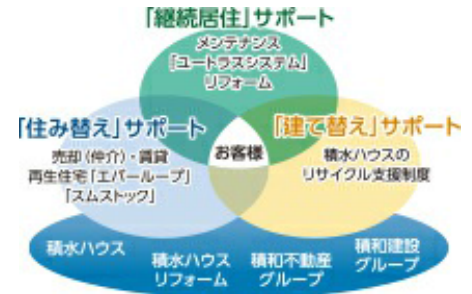 「継続居住」サポート
メンテナンス
「ユートラスシステム」
リフォーム
「住み替え」サポート
売却(仲介)・賃貸
再生住宅「エバーループ」
「スムストック」
お客様
「建て替え」サポート
積水ハウスの
リサイクル支援制度
積水ハウス
積水ハウス
リフォーム
積和不動産
グループ
積和建設
グループ